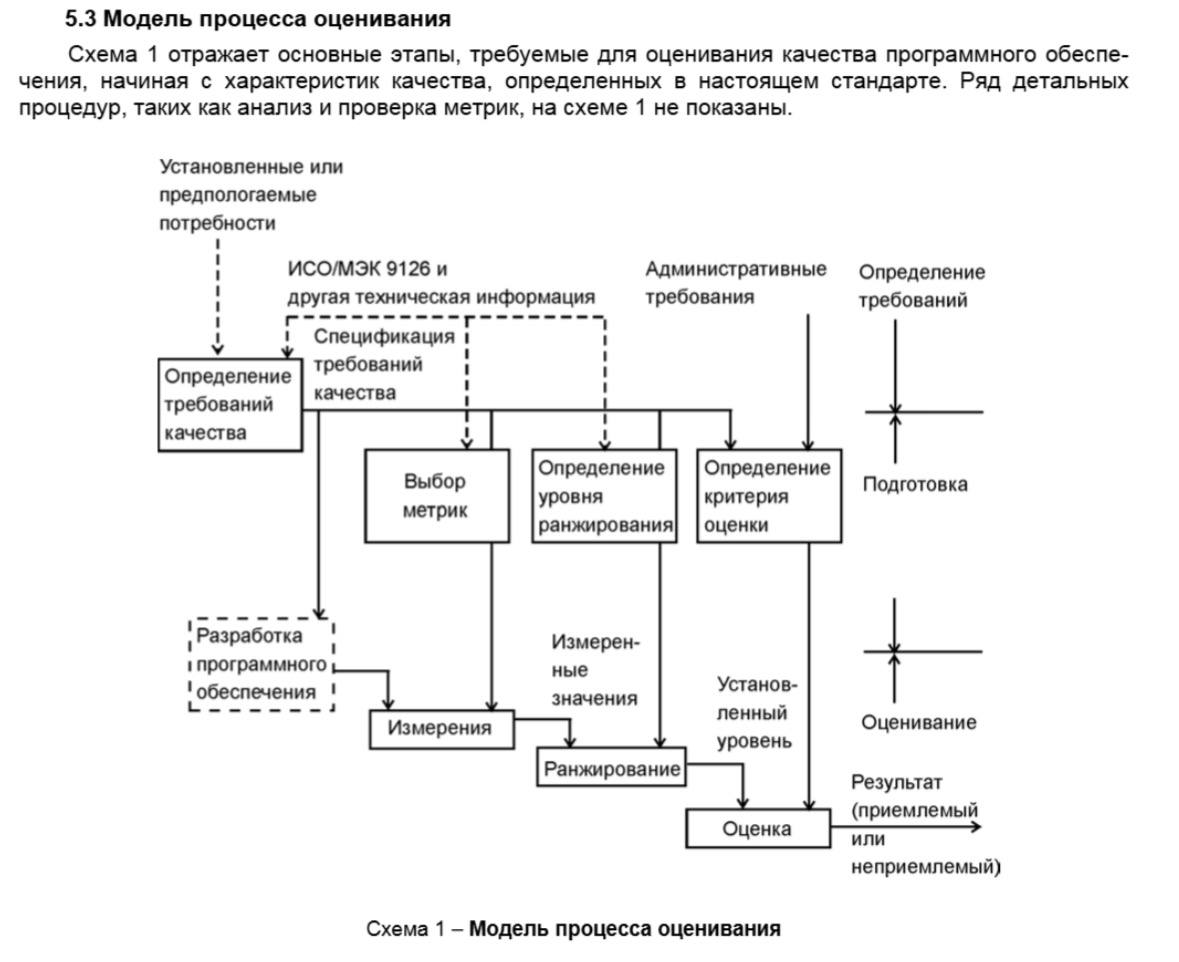 5.3 Модель процесса оценивания
Схема 1 отражает основные этапы, требуемые для оценивания качества программного обеспе-
чения, начиная с характеристик качества, определенных в настоящем стандарте. Ряд детальных
процедур, таких как анализ и проверка метрик, на схеме 1 не показаны.
Установленные или
предпологаемые
потребности
ИСО/МЭК 9126 и
другая техническая информация
Административные
требования
Определение
требований
Спецификация
требований
качества
Определение
требований
качества
Выбор
метрик
Определение
уровня
ранжирования
Определение
критерия
оценки
Подготовка
Разработка
программного
обеспечения
Измерен-
ные
значения
Установ-
ленный
уровень
Оценивание
Измерения
Ранжирование
Оценка
Результат
(приемлемый
или
неприемлемый)
Схема 1 – Модель процесса оценивания